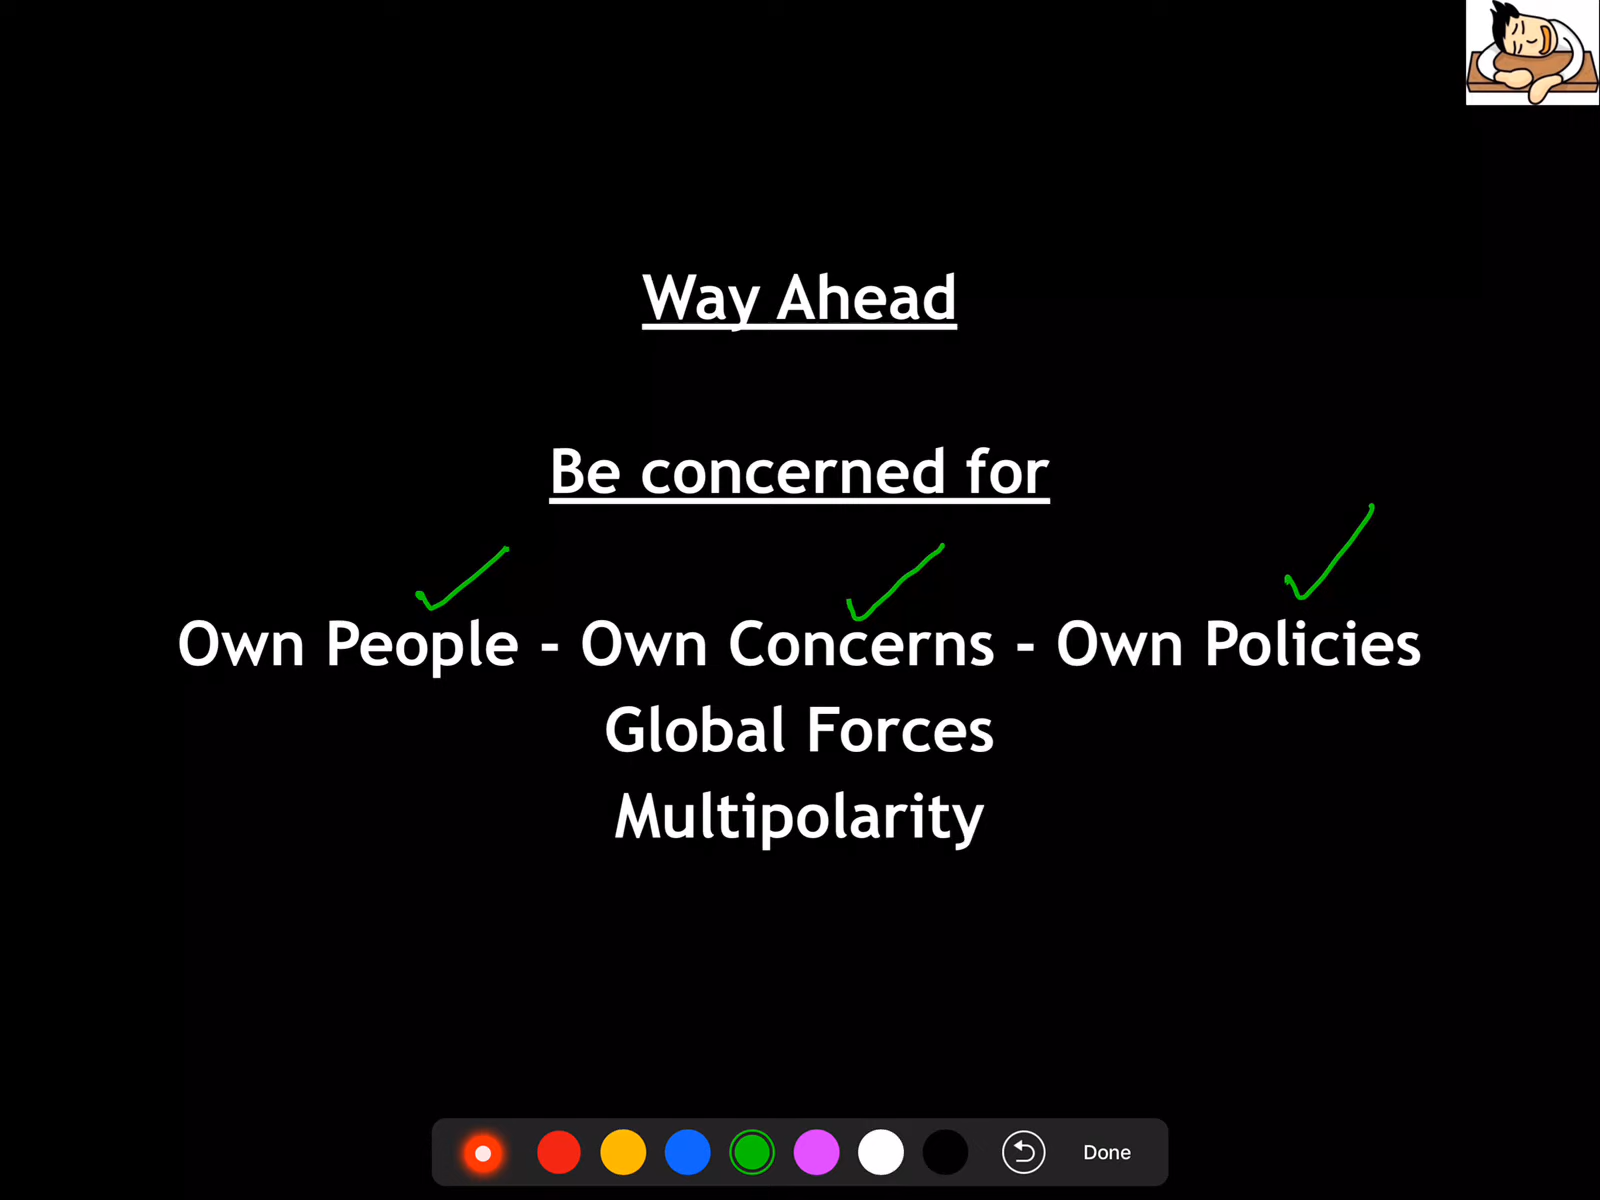 Way Ahead
Be concerned for
Own People - Own Concerns - Own Policies
Global Forces
Multipolarity
Done